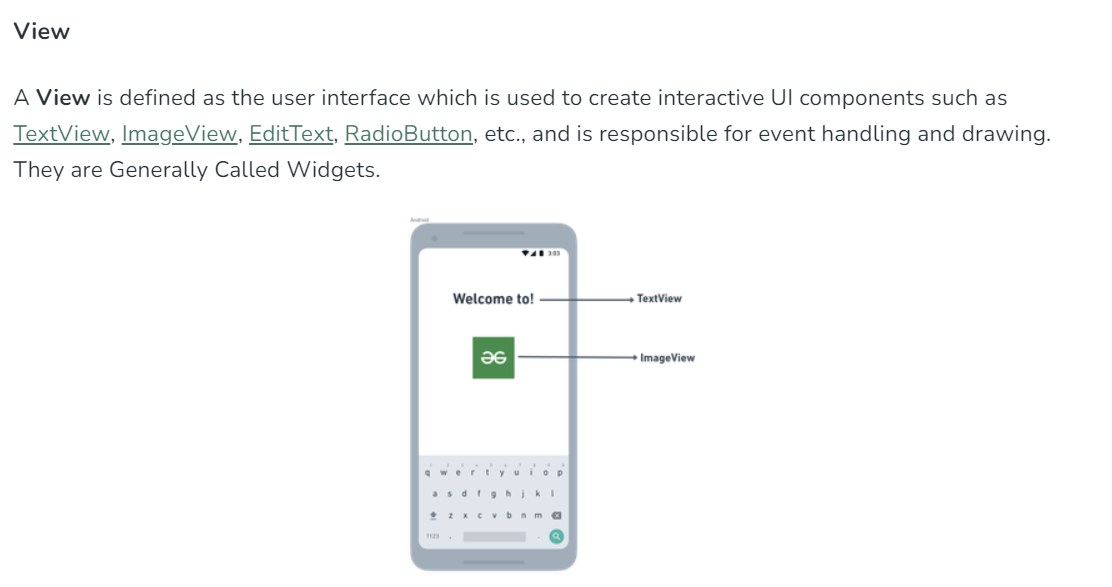 View
A View is defined as the user interface which is used to create interactive UI components such as
TextView, ImageView, EditText, RadioButton, etc., and is responsible for event handling and drawing.
They are Generally Called Widgets.
Android
3:03
Welcome to!
TextView
ImageView
q w e r t y u i o p
a s d f g h j k l
z x c v b n m
?123 , .